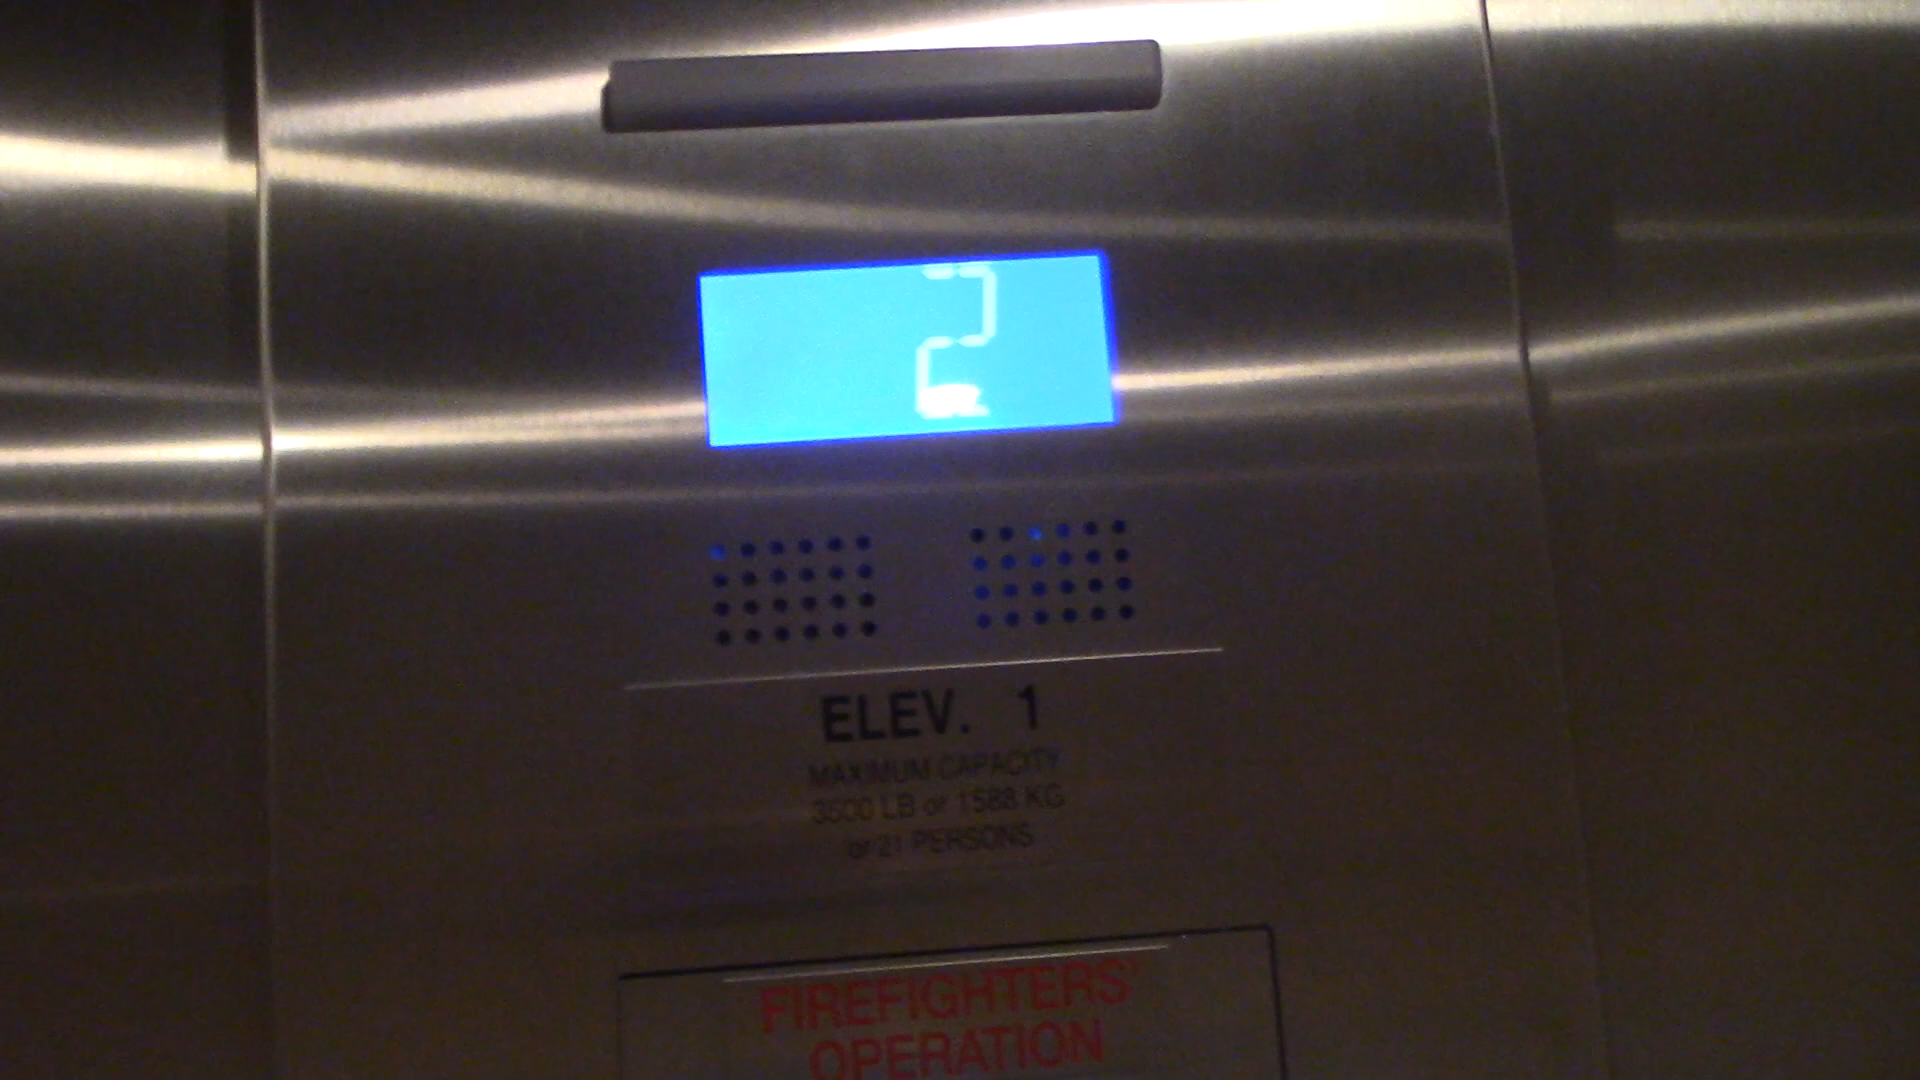 2
ELEV. 1
MAXIMUM CAPACITY
3500 LB or 1588 KG
or 21 PERSONS
FIREFIGHTERS'
OPERATION